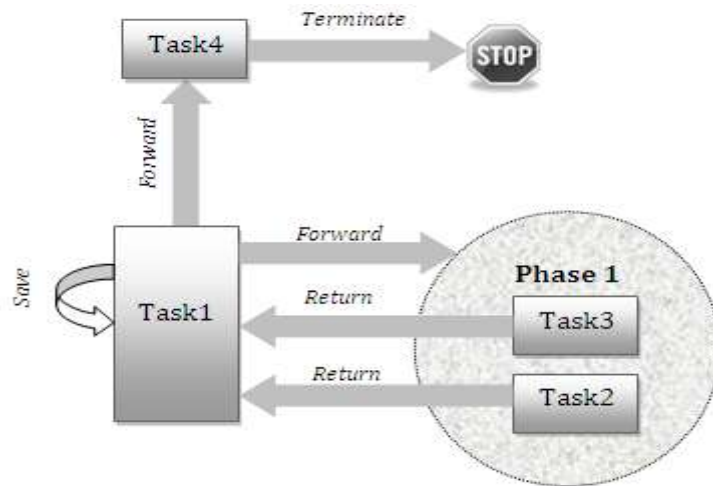 Terminate
Task4
STOP
Forward
Forward
Phase 1
Save
Return
Task1
Task3
Return
Task2